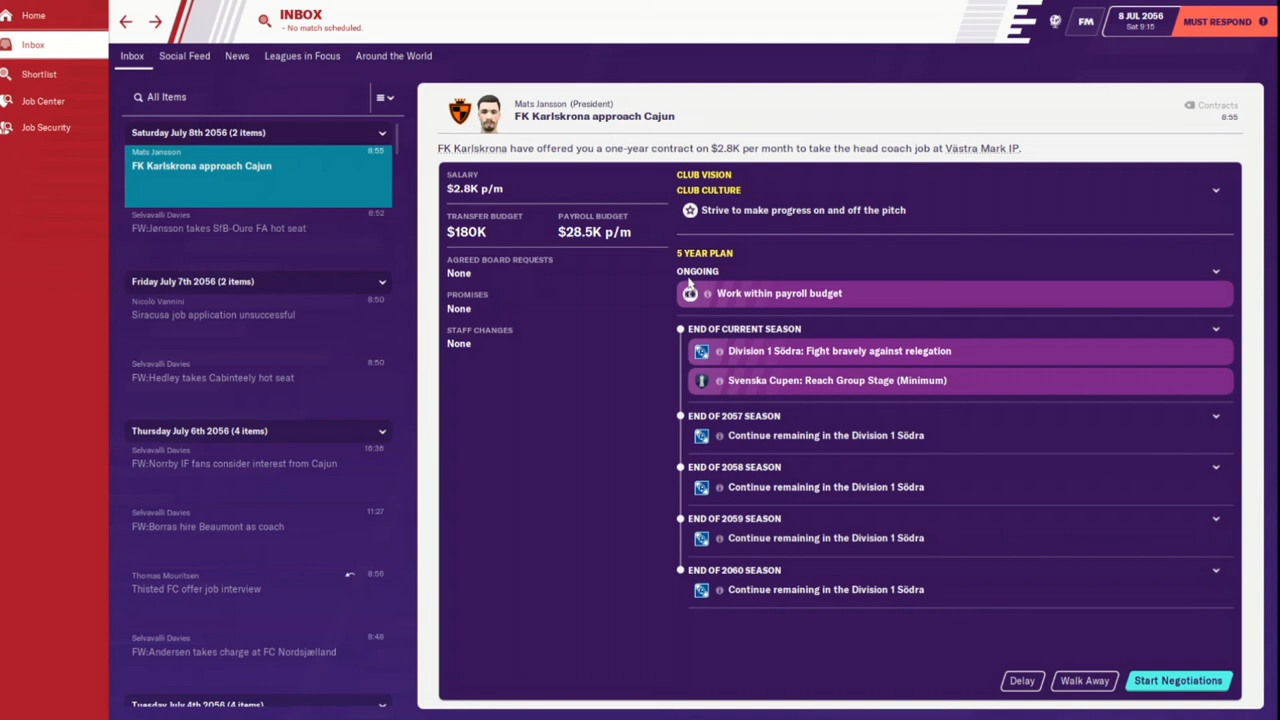 Home
Inbox
Shortlist
Job Center
Job Security
INBOX
- No match scheduled.
FM
8 JUL 2056
Sat 9:15
MUST RESPOND
Inbox
Social Feed
News
Leagues in Focus
Around the World
All Items
Saturday July 8th 2056 (2 items)
Mats Jansson
8:55
FK Karlskrona approach Cajun
Selvavalli Davies
8:52
FW:Jønsson takes SfB-Oure FA hot seat
Friday July 7th 2056 (2 items)
Nicolò Vannini
8:50
Siracusa job application unsuccessful
Selvavalli Davies
8:50
FW:Hedley takes Cabinteely hot seat
Thursday July 6th 2056 (4 items)
Selvavalli Davies
16:36
FW:Norrby IF fans consider interest from Cajun
Selvavalli Davies
11:27
FW:Borras hire Beaumont as coach
Thomas Mouritsen
8:56
Thisted FC offer job interview
Selvavalli Davies
8:48
FW:Andersen takes charge at FC Nordsjælland
Tuesday July 4th 2056 (4 items)
Mats Jansson (President)
FK Karlskrona approach Cajun
Contracts
8:55
FK Karlskrona have offered you a one-year contract on $2.8K per month to take the head coach job at Västra Mark IP.
SALARY
$2.8K p/m
TRANSFER BUDGET
$180K
PAYROLL BUDGET
$28.5K p/m
AGREED BOARD REQUESTS
None
PROMISES
None
STAFF CHANGES
None
CLUB VISION
CLUB CULTURE
Strive to make progress on and off the pitch
5 YEAR PLAN
ONGOING
Work within payroll budget
END OF CURRENT SEASON
Division 1 Södra: Fight bravely against relegation
Svenska Cupen: Reach Group Stage (Minimum)
END OF 2057 SEASON
Continue remaining in the Division 1 Södra
END OF 2058 SEASON
Continue remaining in the Division 1 Södra
END OF 2059 SEASON
Continue remaining in the Division 1 Södra
END OF 2060 SEASON
Continue remaining in the Division 1 Södra
Delay
Walk Away
Start Negotiations